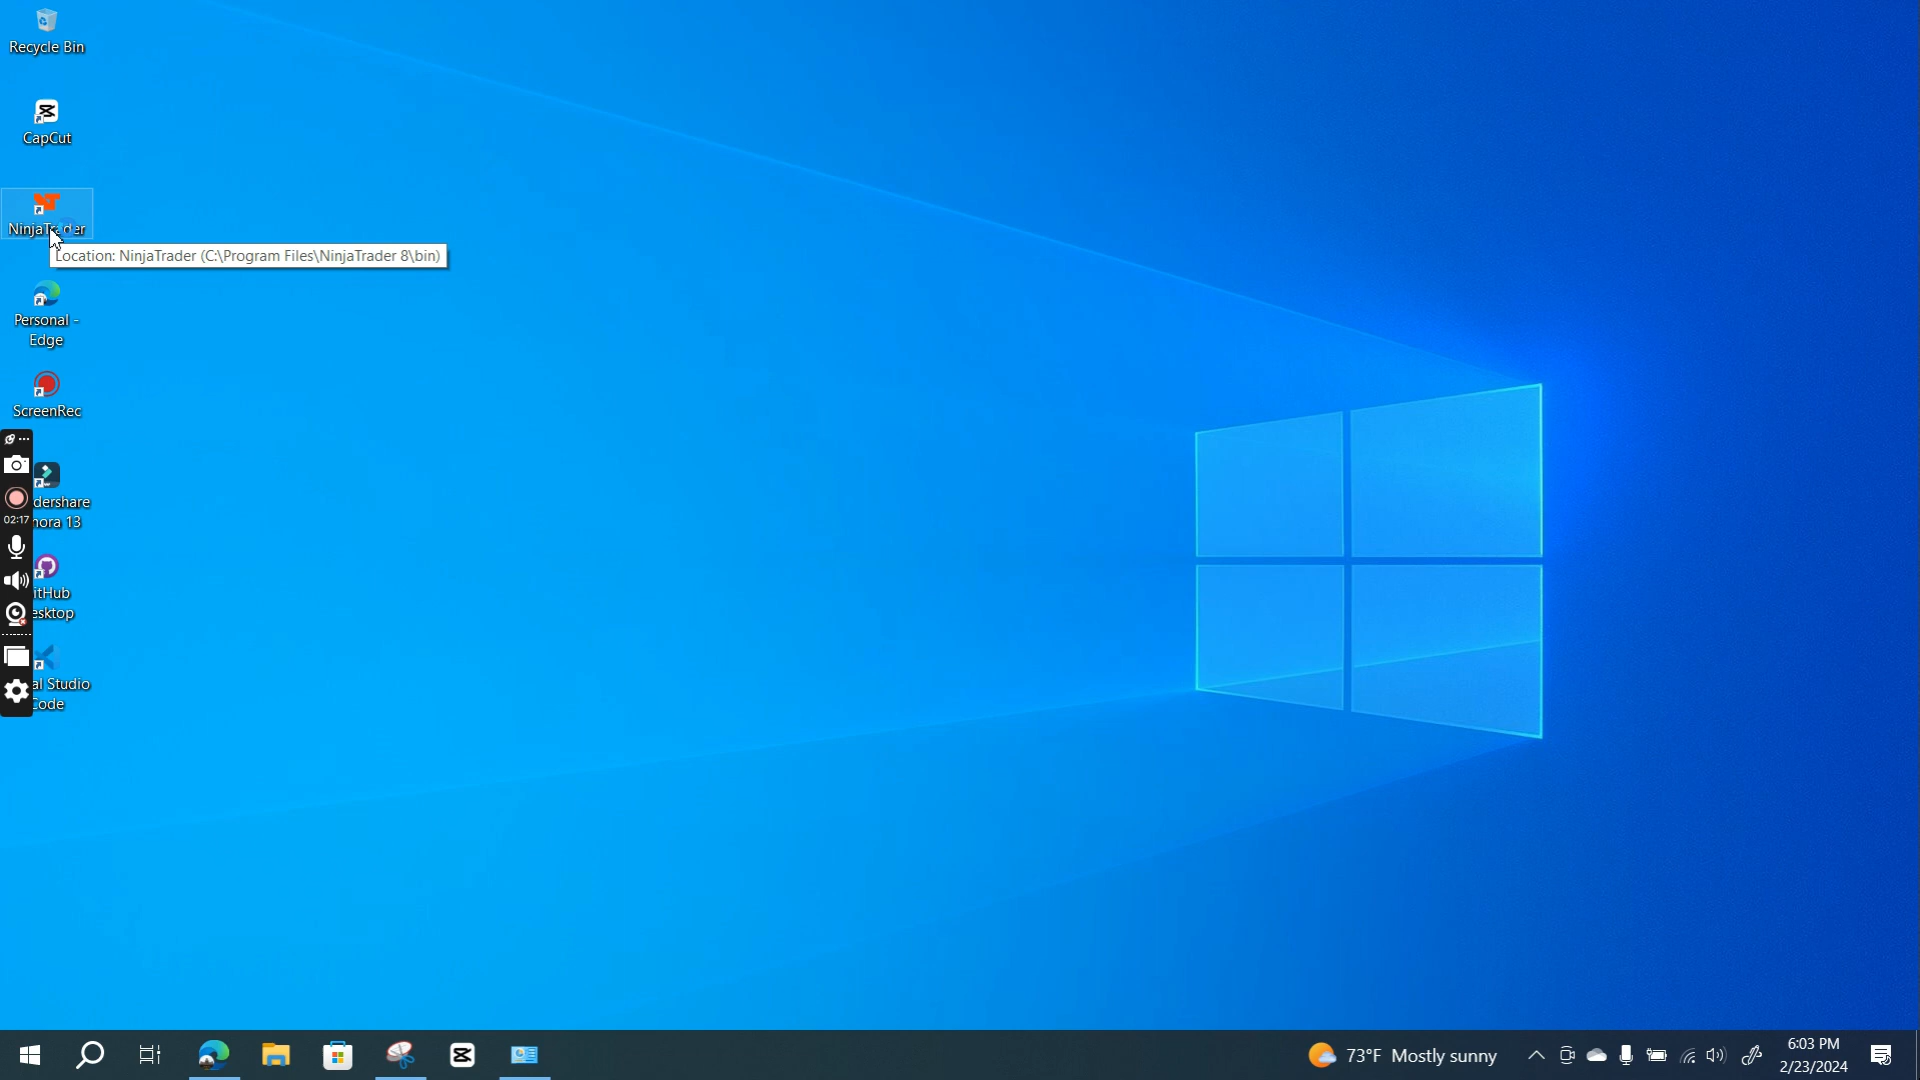 Recycle Bin
CapCut
NinjaTrader
Location: NinjaTrader (C:\Program Files\NinjaTrader 8\bin)
Personal -
Edge
ScreenRec
dershare
nora 13
02:17
itHub
esktop
al Studio
Code
73°F Mostly sunny
6:03 PM
2/23/2024